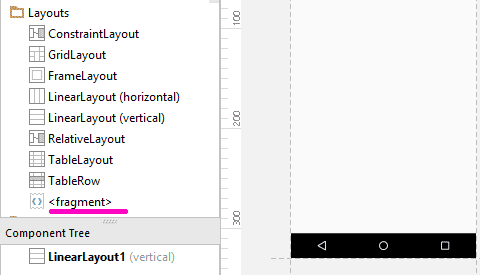 Layouts
ConstraintLayout
GridLayout
FrameLayout
LinearLayout (horizontal)
LinearLayout (vertical)
RelativeLayout
TableLayout
TableRow
<fragment>
Component Tree
LinearLayout1 (vertical)
100
200
300